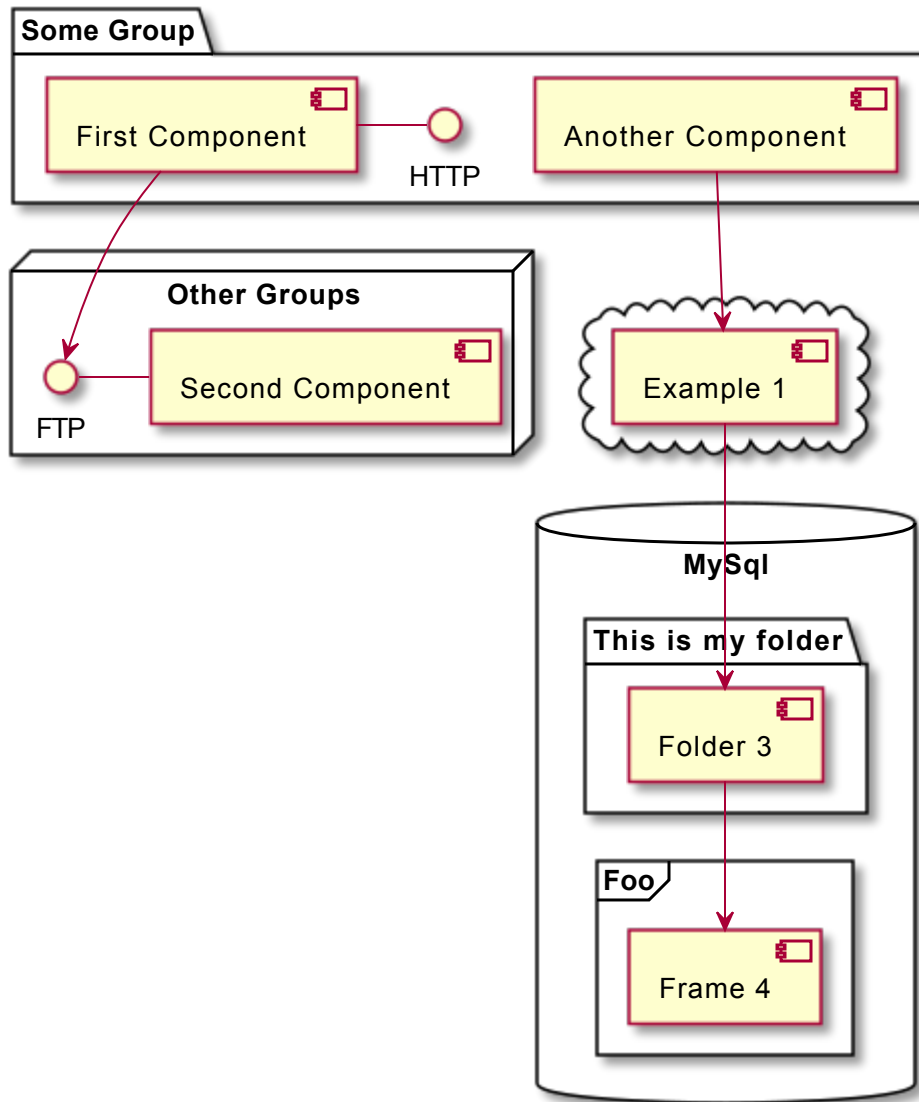 Some Group
First Component
HTTP
Another Component
Other Groups
FTP
Second Component
Example 1
MySql
This is my folder
Folder 3
Foo
Frame 4